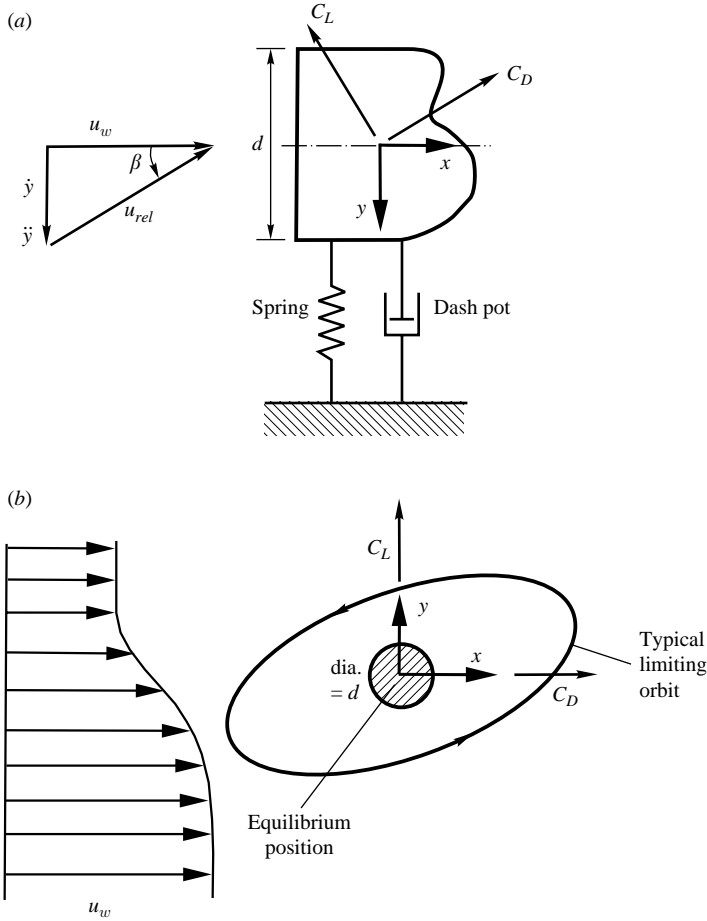 (a)
C_L
C_D
u_w
d
β
x
ẏ
y
ÿ
u_rel
Spring
Dash pot
(b)
C_L
y
Typical
limiting
orbit
x
dia.
= d
C_D
Equilibrium
position
u_w